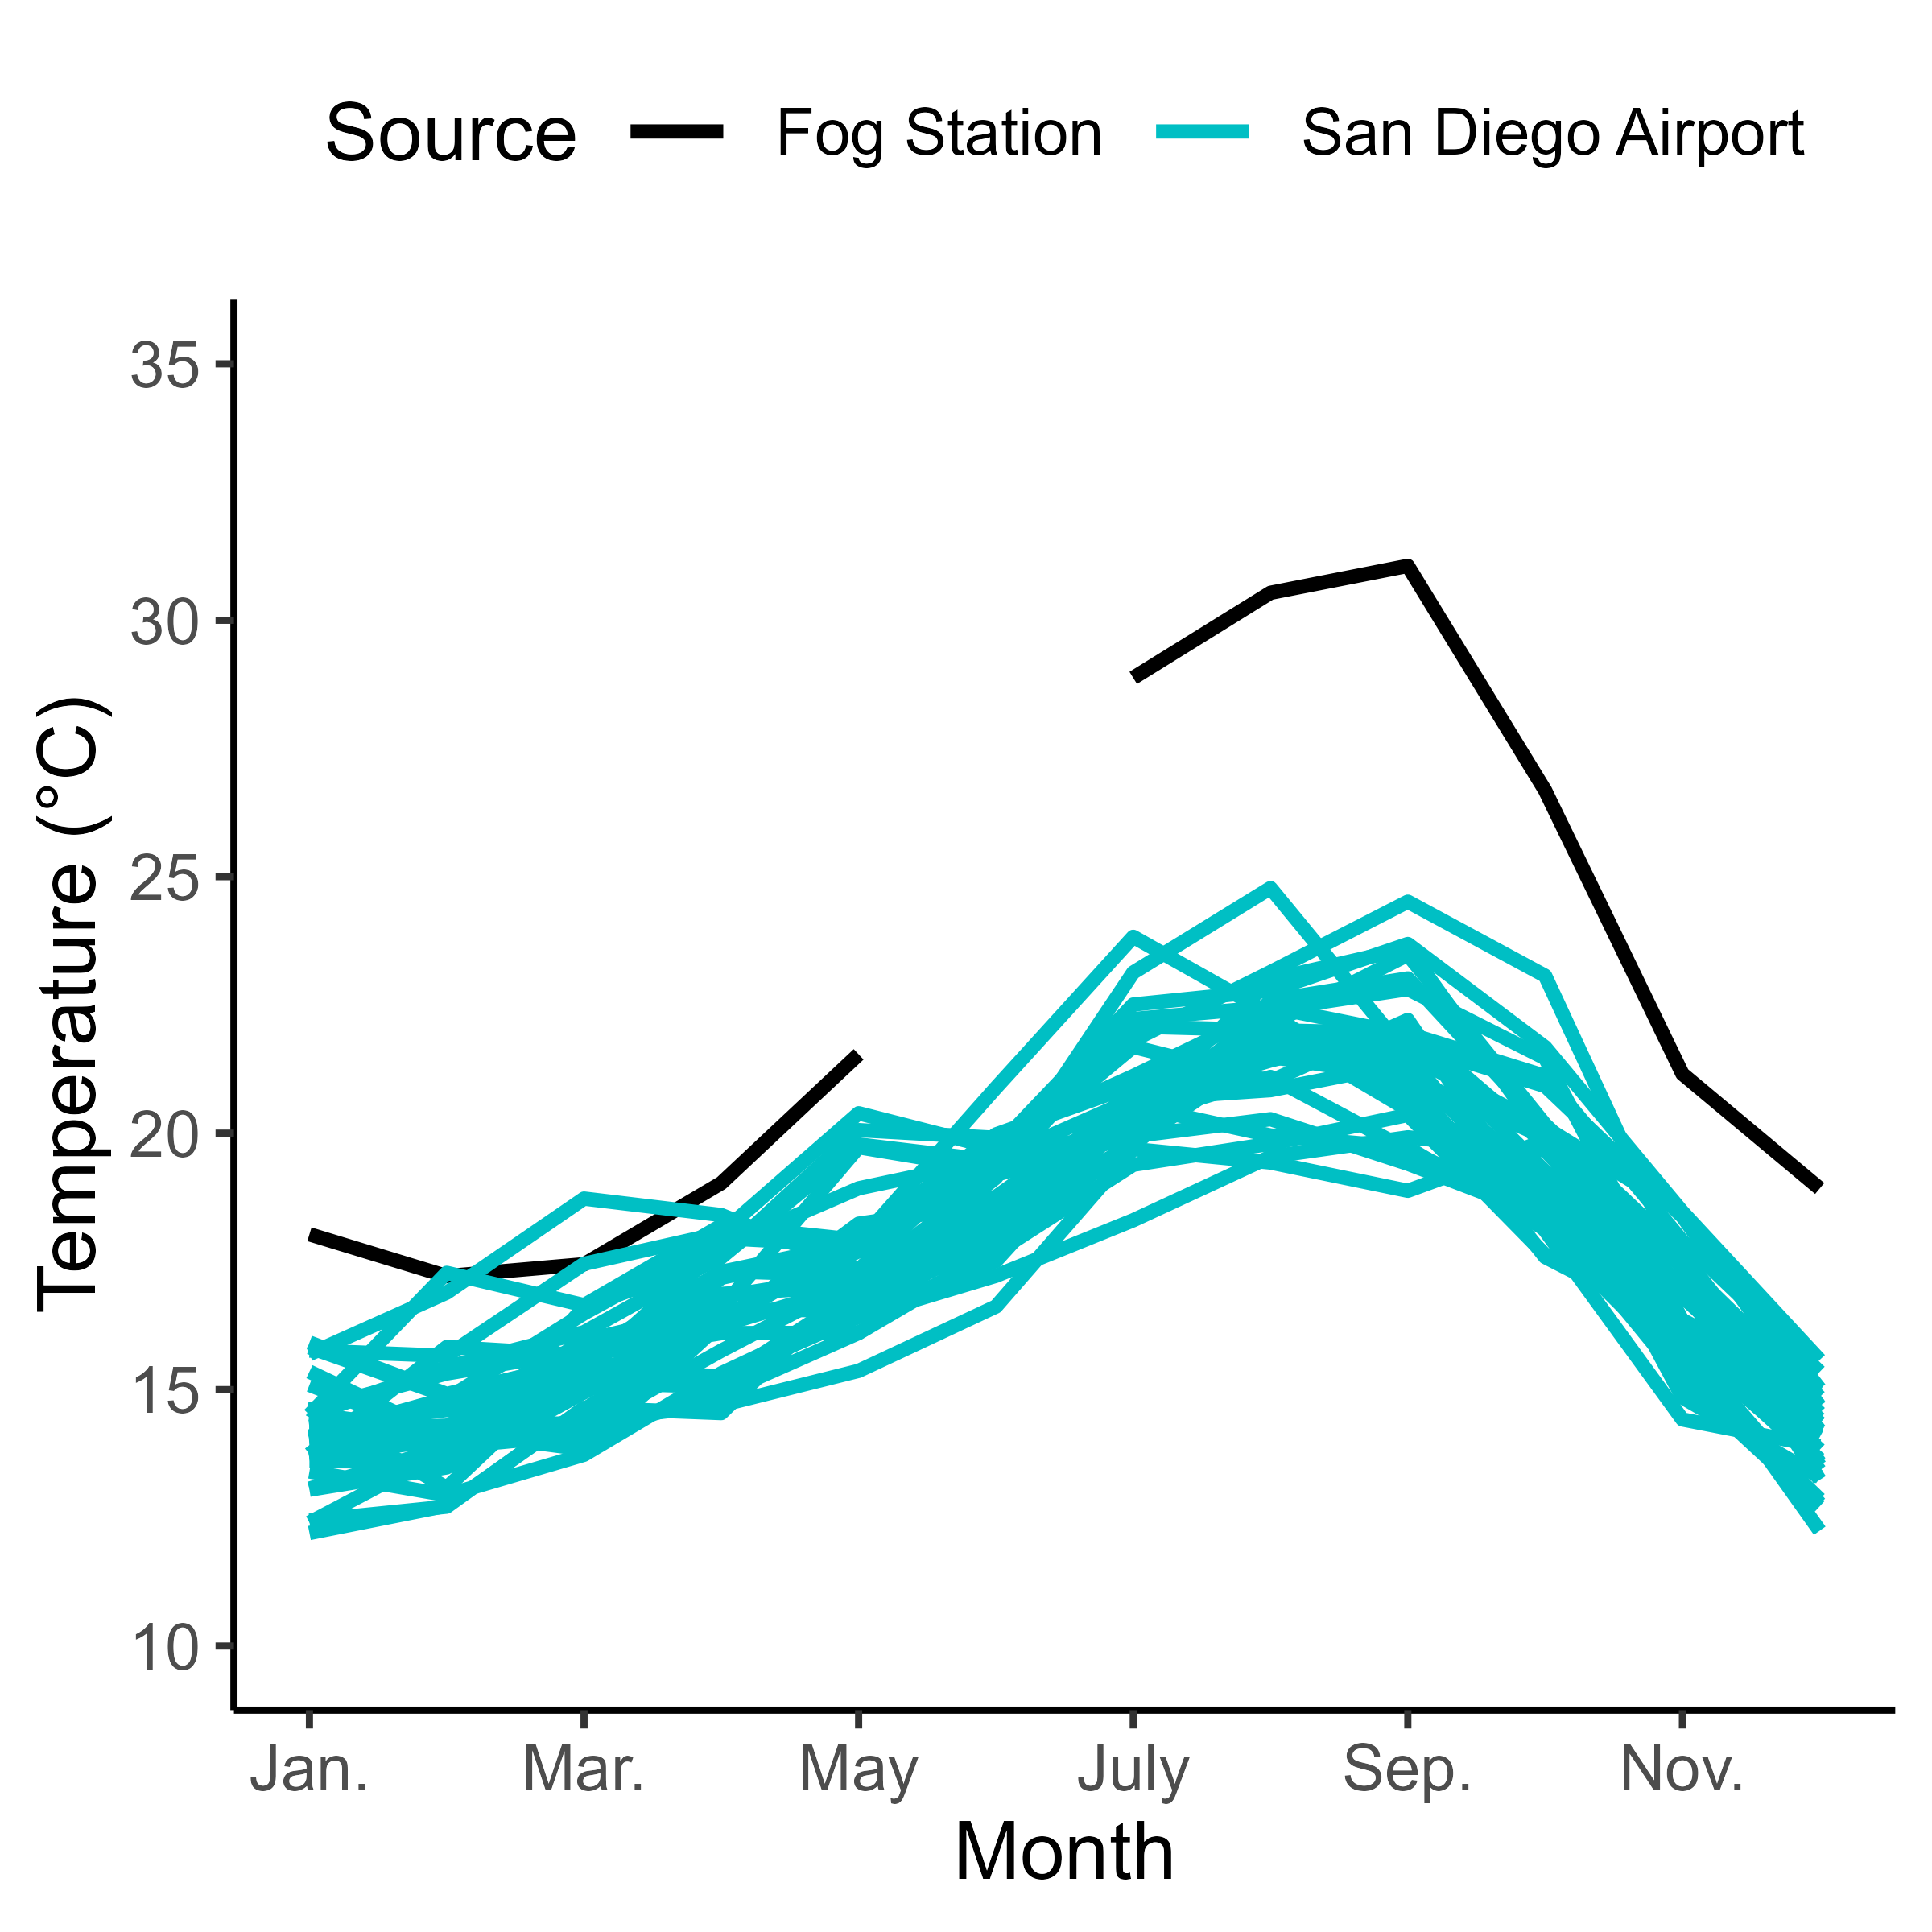 Source Fog Station San Diego Airport
Temperature (°C)
35
30
25
20
15
10
Jan. Mar. May July Sep. Nov.
Month